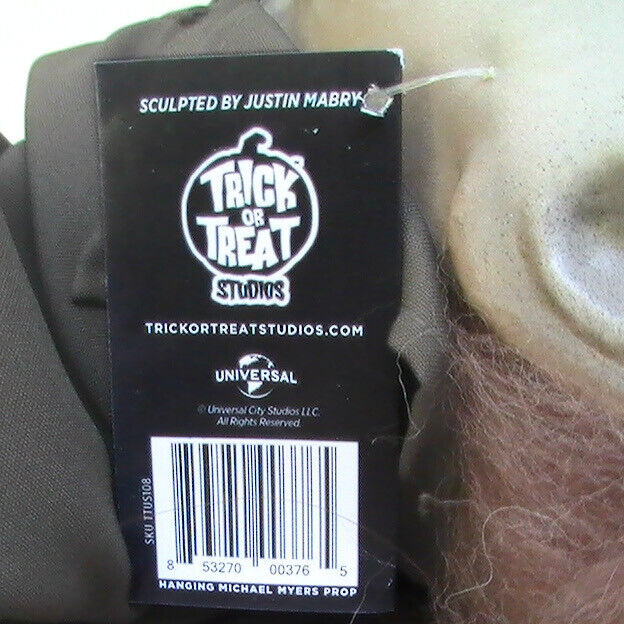 SCULPTED BY JUSTIN MABRY
TRICK
OR
TREAT
STUDIOS
TRICKORTREATSTUDIOS.COM
UNIVERSAL
© Universal City Studios LLC.
All Rights Reserved.
SKU TTUS108
8 53270 00376 5
HANGING MICHAEL MYERS PROP